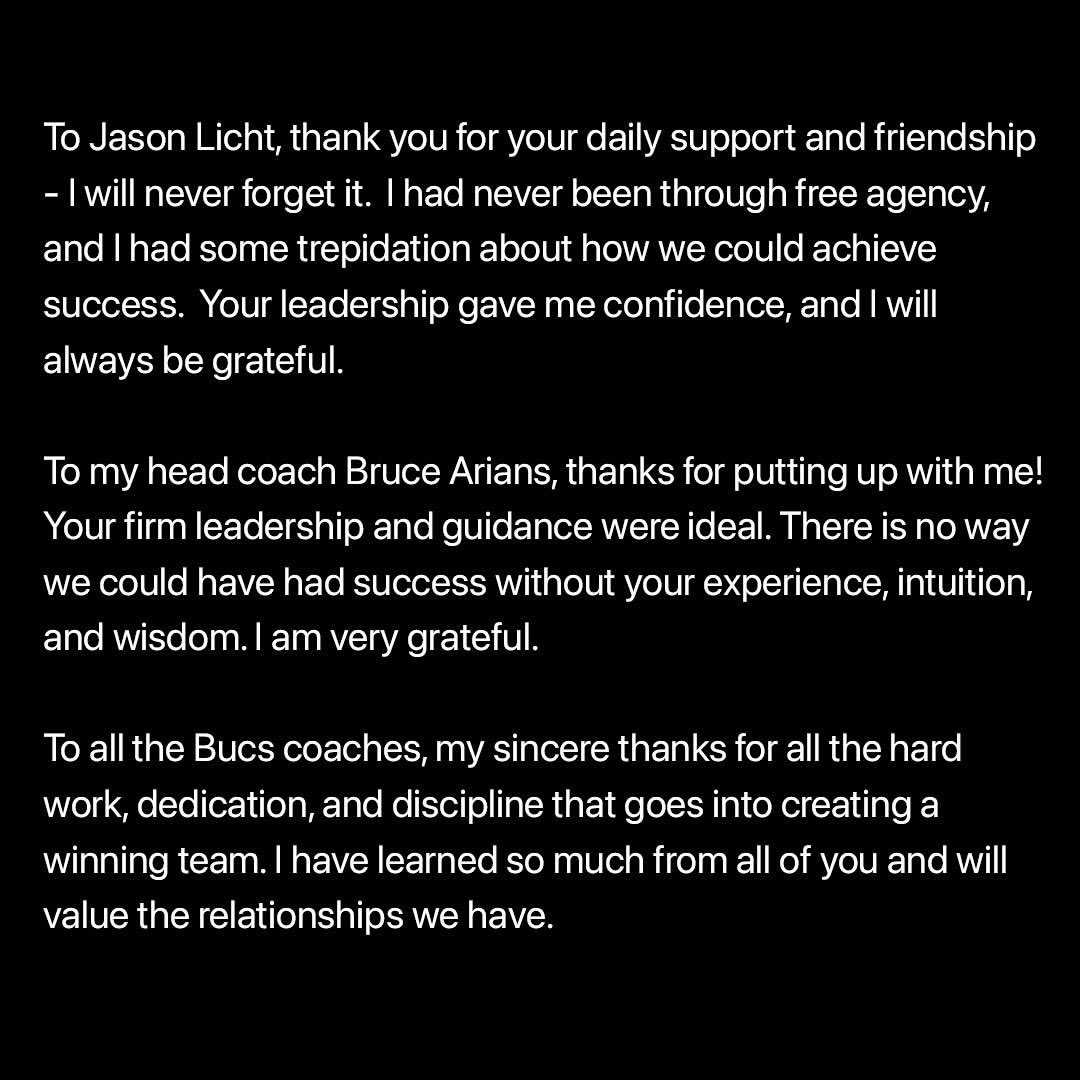 To Jason Licht, thank you for your daily support and friendship
- I will never forget it.  I had never been through free agency,
and I had some trepidation about how we could achieve
success.  Your leadership gave me confidence, and I will
always be grateful.
To my head coach Bruce Arians, thanks for putting up with me!
Your firm leadership and guidance were ideal. There is no way
we could have had success without your experience, intuition,
and wisdom. I am very grateful.
To all the Bucs coaches, my sincere thanks for all the hard
work, dedication, and discipline that goes into creating a
winning team. I have learned so much from all of you and will
value the relationships we have.